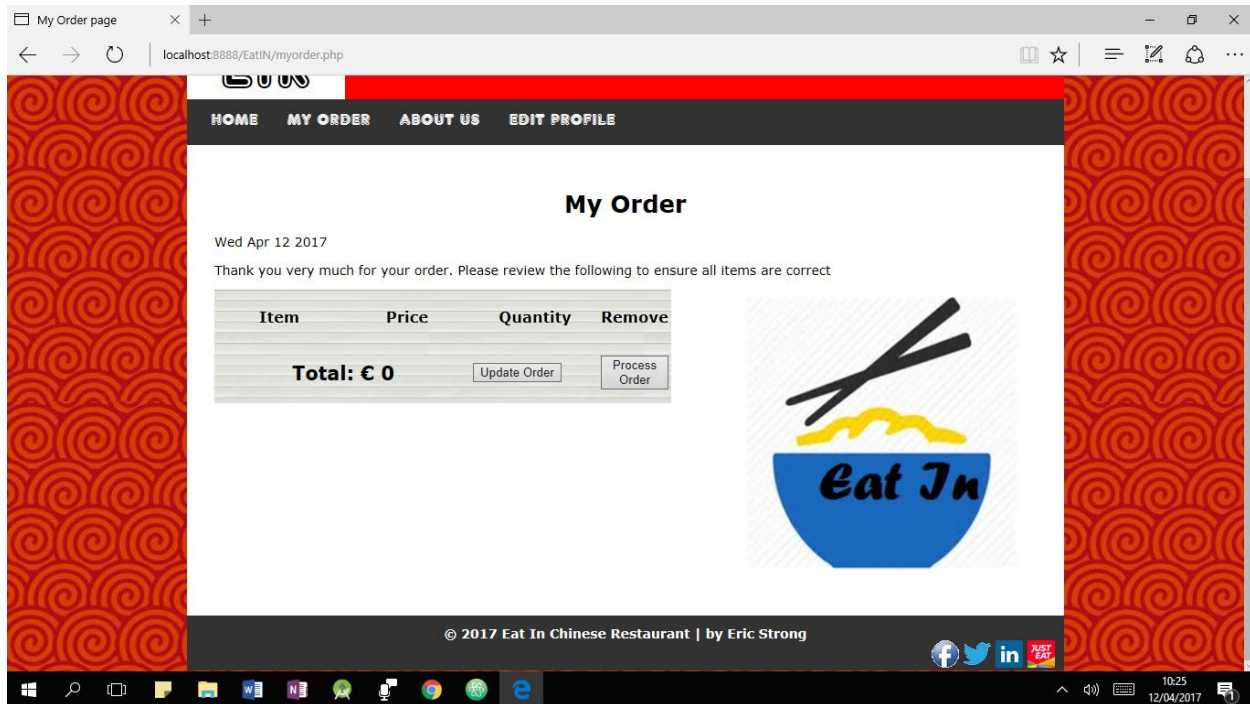 My Order page
localhost:8888/EatIN/myorder.php
HOME MY ORDER ABOUT US EDIT PROFILE
My Order
Wed Apr 12 2017
Thank you very much for your order. Please review the following to ensure all items are correct
Item Price Quantity Remove
Total: € 0 Update Order Process
Order
Eat In
© 2017 Eat In Chinese Restaurant | by Eric Strong
f in JUST
EAT
10:25
12/04/2017